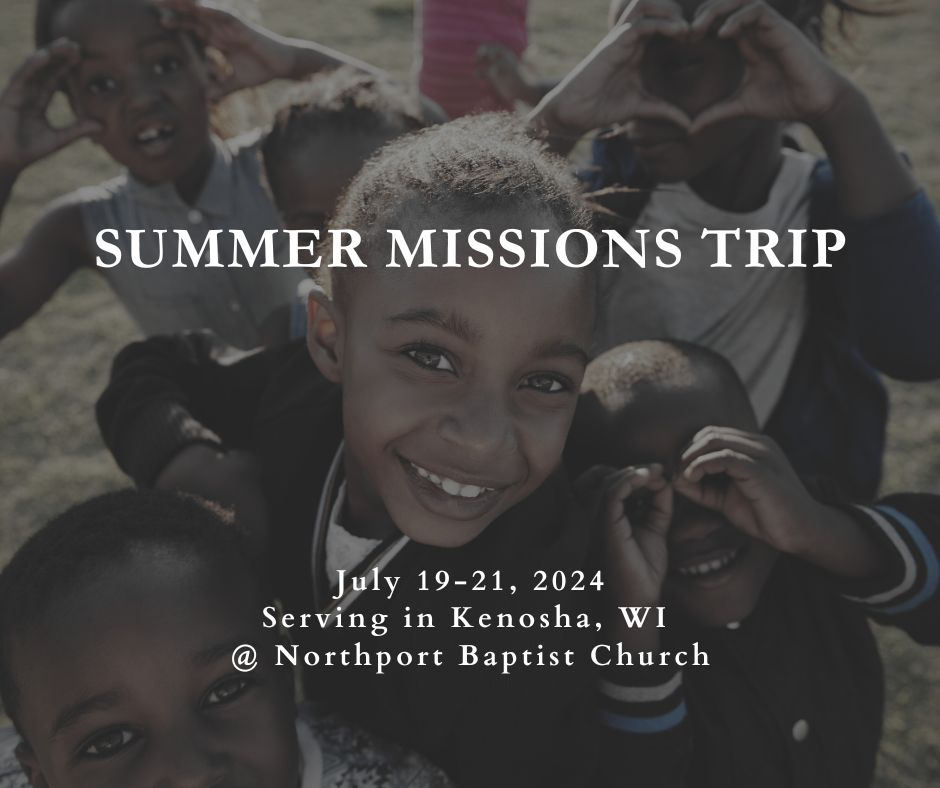 SUMMER MISSIONS TRIP
July 19-21, 2024
Serving in Kenosha, WI
@ Northport Baptist Church